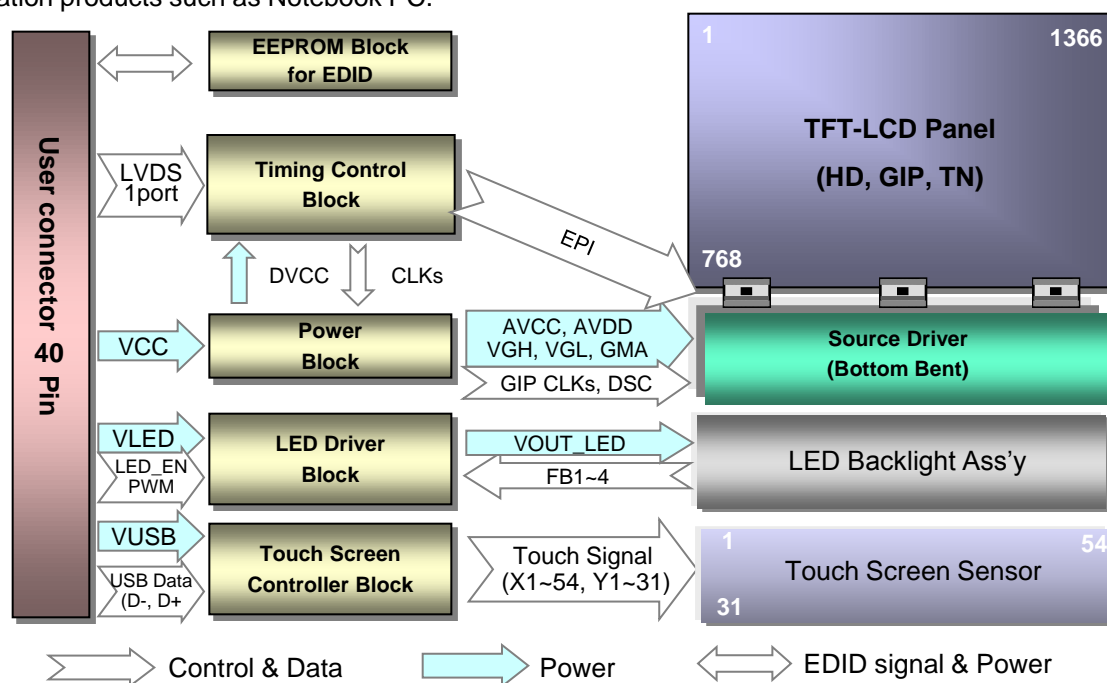 ation products such as Notebook PC.
User connector 40 Pin
EEPROM Block
for EDID
LVDS
1port
Timing Control
Block
EPI
DVCC
CLKs
VCC
Power
Block
AVCC, AVDD
VGH, VGL, GMA
GIP CLKs, DSC
1
1366
TFT-LCD Panel
(HD, GIP, TN)
768
Source Driver
(Bottom Bent)
VLED
LED_EN
PWM
LED Driver
Block
VOUT_LED
FB1~4
LED Backlight Ass'y
VUSB
USB Data
(D-, D+
Touch Screen
Controller Block
Touch Signal
(X1~54, Y1~31)
1
54
Touch Screen Sensor
31
Control & Data
Power
EDID signal & Power